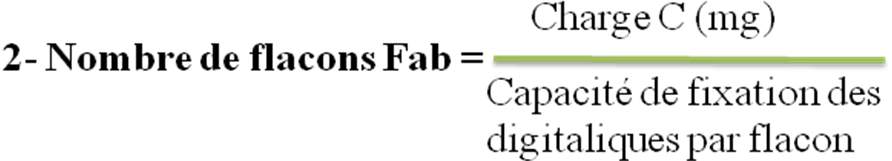 Charge C (mg)
2- Nombre de flacons Fab =
Capacité de fixation des
digitaliques par flacon